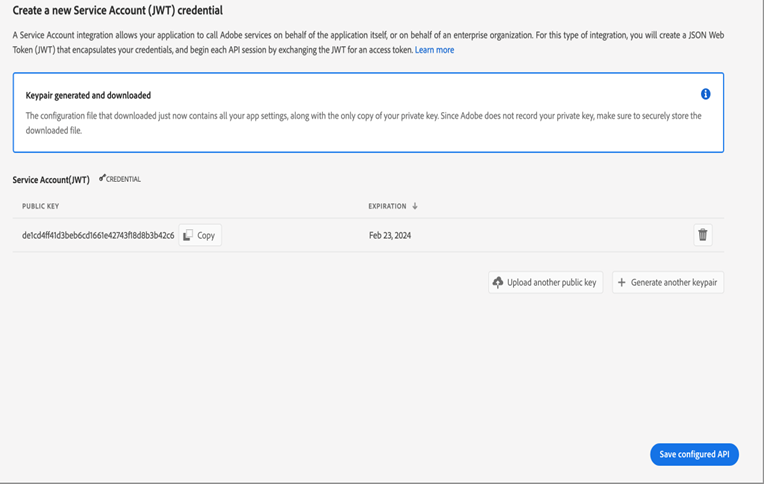 Create a new Service Account (JWT) credential
A Service Account integration allows your application to call Adobe services on behalf of the application itself, or on behalf of an enterprise organization. For this type of integration, you will create a JSON Web
Token (JWT) that encapsulates your credentials, and begin each API session by exchanging the JWT for an access token. Learn more
Keypair generated and downloaded
The configuration file that downloaded just now contains all your app settings, along with the only copy of your private key. Since Adobe does not record your private key, make sure to securely store the
downloaded file.
Service Account(JWT) CREDENTIAL
PUBLIC KEY EXPIRATION
de1cd4ff41d3beb6cd1661e42743f18d8b3b42c6 Copy Feb 23, 2024
Upload another public key Generate another keypair
Save configured API